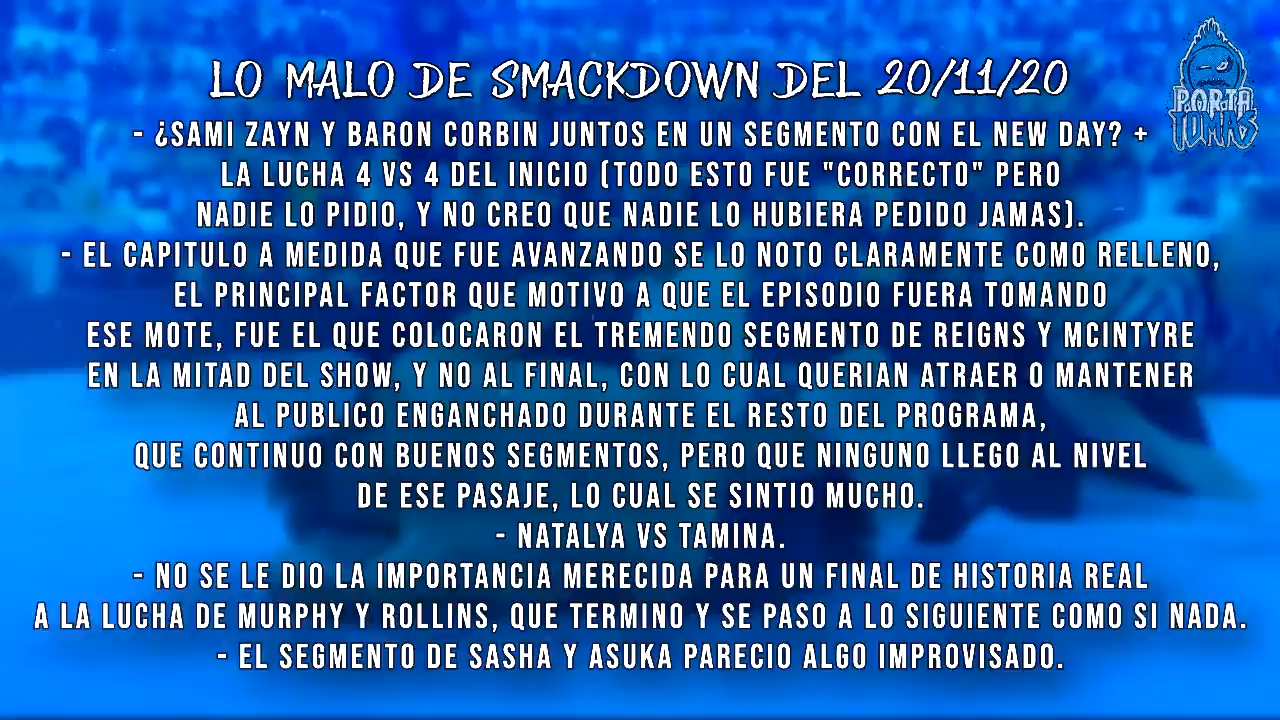 LO MALO DE SMACKDOWN DEL 20/11/20
PORTA
TOMAS
- ¿SAMI ZAYN Y BARON CORBIN JUNTOS EN UN SEGMENTO CON EL NEW DAY? +
LA LUCHA 4 VS 4 DEL INICIO (TODO ESTO FUE "CORRECTO" PERO
NADIE LO PIDIO, Y NO CREO QUE NADIE LO HUBIERA PEDIDO JAMAS).
- EL CAPITULO A MEDIDA QUE FUE AVANZANDO SE LO NOTO CLARAMENTE COMO RELLENO,
EL PRINCIPAL FACTOR QUE MOTIVO A QUE EL EPISODIO FUERA TOMANDO
ESE MOTE, FUE EL QUE COLOCARON EL TREMENDO SEGMENTO DE REIGNS Y MCINTYRE
EN LA MITAD DEL SHOW, Y NO AL FINAL, CON LO CUAL QUERIAN ATRAER O MANTENER
AL PUBLICO ENGANCHADO DURANTE EL RESTO DEL PROGRAMA,
QUE CONTINUO CON BUENOS SEGMENTOS, PERO QUE NINGUNO LLEGO AL NIVEL
DE ESE PASAJE, LO CUAL SE SINTIO MUCHO.
- NATALYA VS TAMINA.
- NO SE LE DIO LA IMPORTANCIA MERECIDA PARA UN FINAL DE HISTORIA REAL
A LA LUCHA DE MURPHY Y ROLLINS, QUE TERMINO Y SE PASO A LO SIGUIENTE COMO SI NADA.
- EL SEGMENTO DE SASHA Y ASUKA PARECIO ALGO IMPROVISADO.